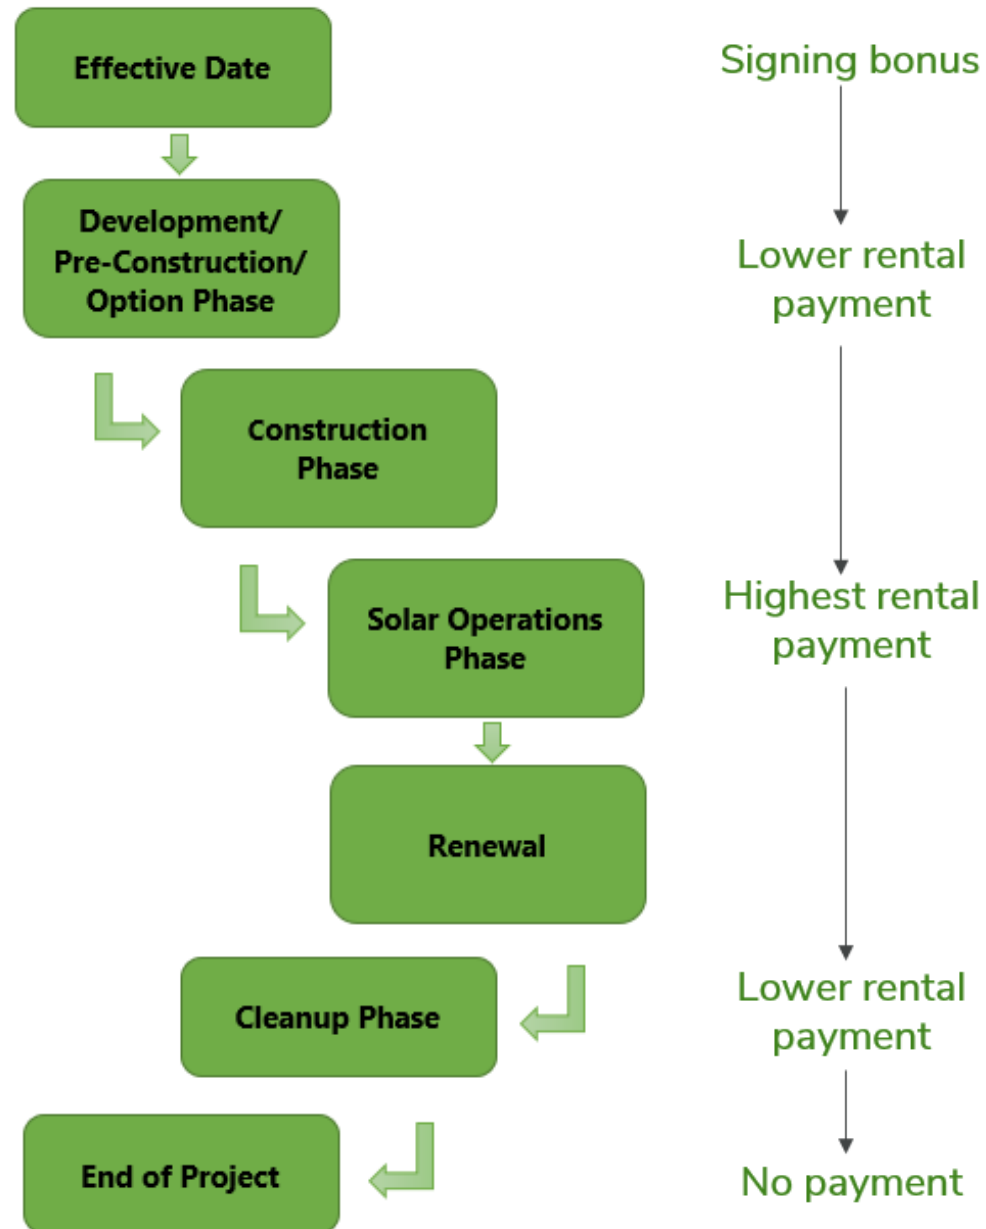 Effective Date
Signing bonus
Development/
Pre-Construction/
Option Phase
Lower rental
payment
Construction
Phase
Solar Operations
Phase
Highest rental
payment
Renewal
Cleanup Phase
Lower rental
payment
End of Project
No payment